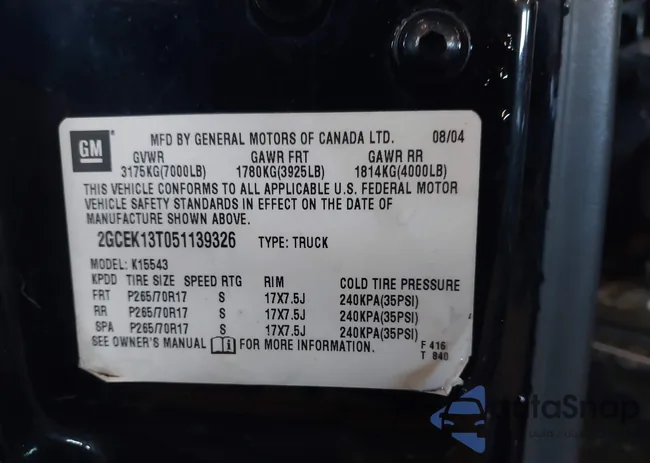 GM
MFD BY GENERAL MOTORS OF CANADA LTD. 08/04
GVWR GAWR FRT GAWR RR
3175KG(7000LB) 1780KG(3925LB) 1814KG(4000LB)
THIS VEHICLE CONFORMS TO ALL APPLICABLE U.S. FEDERAL MOTOR
VEHICLE SAFETY STANDARDS IN EFFECT ON THE DATE OF
MANUFACTURE SHOWN ABOVE.
2GCEK13T051139326 TYPE: TRUCK
MODEL: K15543
KPDD TIRE SIZE SPEED RTG RIM COLD TIRE PRESSURE
FRT P265/70R17 S 17X7.5J 240KPA(35PSI)
RR P265/70R17 S 17X7.5J 240KPA(35PSI)
SPA P265/70R17 S 17X7.5J 240KPA(35PSI)
SEE OWNER'S MANUAL i FOR MORE INFORMATION.
F 416
T 840